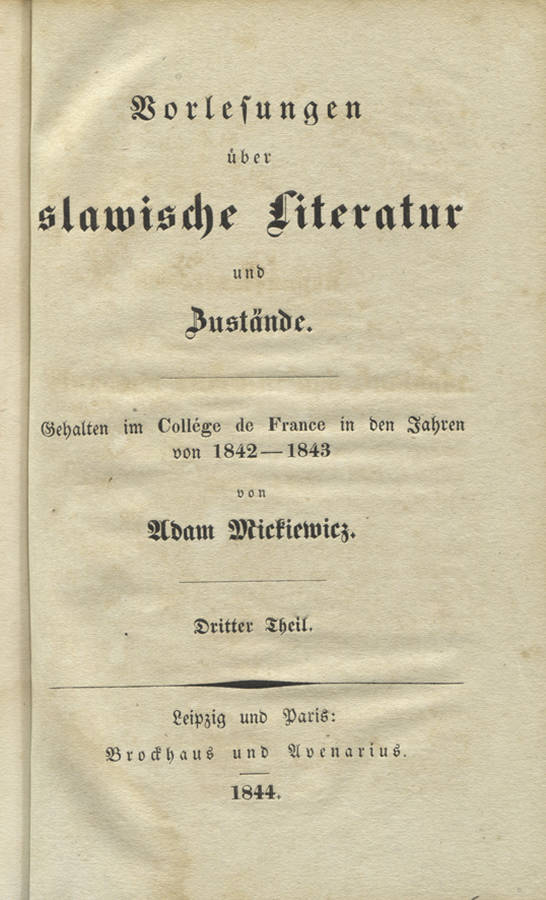 Vorlesungen
über
slawische Literatur
und
Zustände.
Gehalten im Collége de France in den Jahren
von 1842—1843
von
Adam Mickiewicz.
Dritter Theil.
Leipzig und Paris:
Brockhaus und Avenarius.
1844.